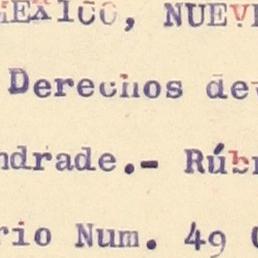 MEXICO, NUEV
Derechos de
ndrade.- Rúb
rio Num. 49